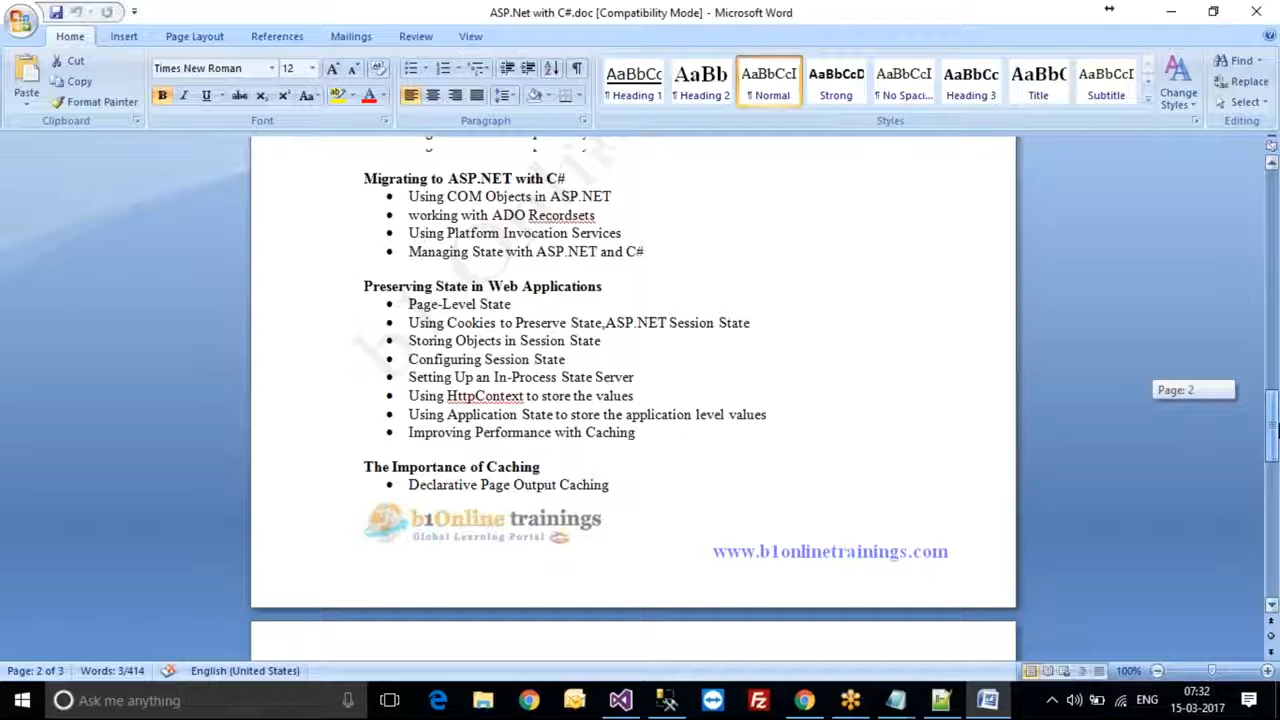 ASP.Net with C#.doc [Compatibility Mode] - Microsoft Word
Home Insert Page Layout References Mailings Review View
Paste Cut Copy Format Painter Clipboard
Times New Roman 12 Font
Paragraph
AaBbCc AaBb AaBbCcI AaBbCcD AaBbCcI AaBbCc AaBbC AaBbCcI
¶ Heading 1 ¶ Heading 2 ¶ Normal Strong ¶ No Spaci... Heading 3 Title Subtitle
Change Styles Styles
Find Replace Select Editing
Migrating to ASP.NET with C#
• Using COM Objects in ASP.NET
• working with ADO Recordsets
• Using Platform Invocation Services
• Managing State with ASP.NET and C#
Preserving State in Web Applications
• Page-Level State
• Using Cookies to Preserve State,ASP.NET Session State
• Storing Objects in Session State
• Configuring Session State
• Setting Up an In-Process State Server
• Using HttpContext to store the values
• Using Application State to store the application level values
• Improving Performance with Caching
The Importance of Caching
• Declarative Page Output Caching
b1Online trainings
Global Learning Portal
www.b1onlinetrainings.com
Page: 2
Page: 2 of 3 Words: 3/414 English (United States) 100%
Ask me anything
ENG 07:32
15-03-2017